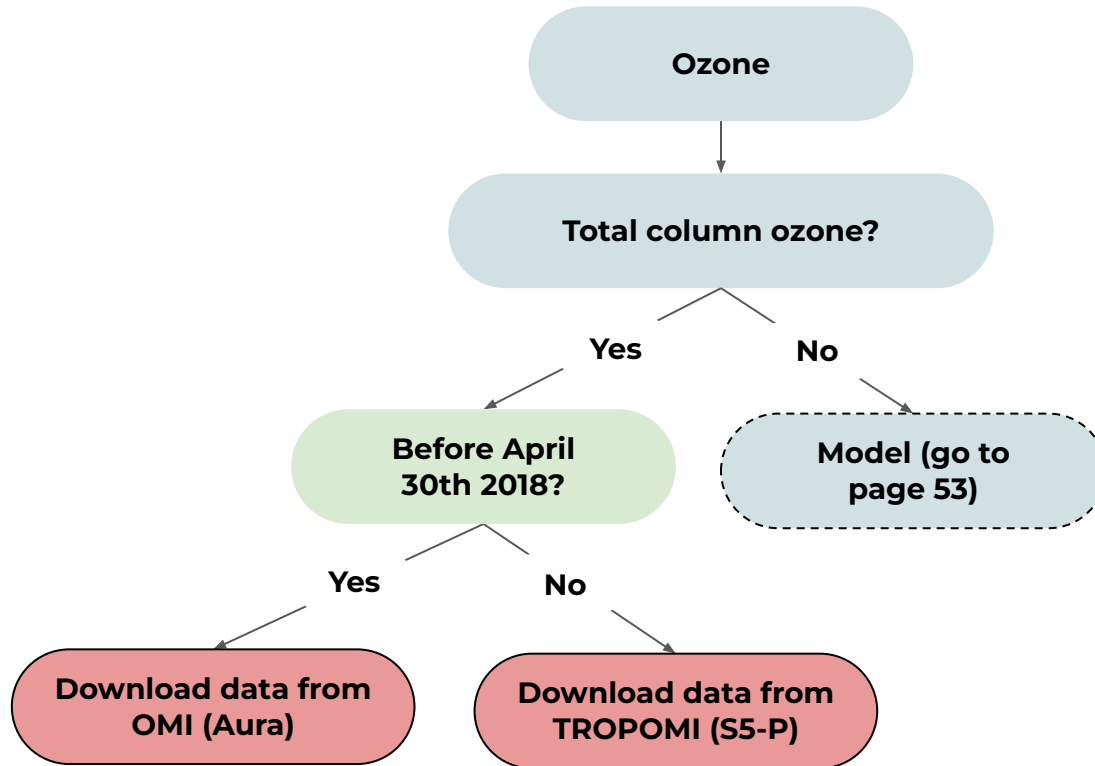 Ozone
Total column ozone?
Yes
No
Before April
30th 2018?
Model (go to
page 53)
Yes
No
Download data from
OMI (Aura)
Download data from
TROPOMI (S5-P)